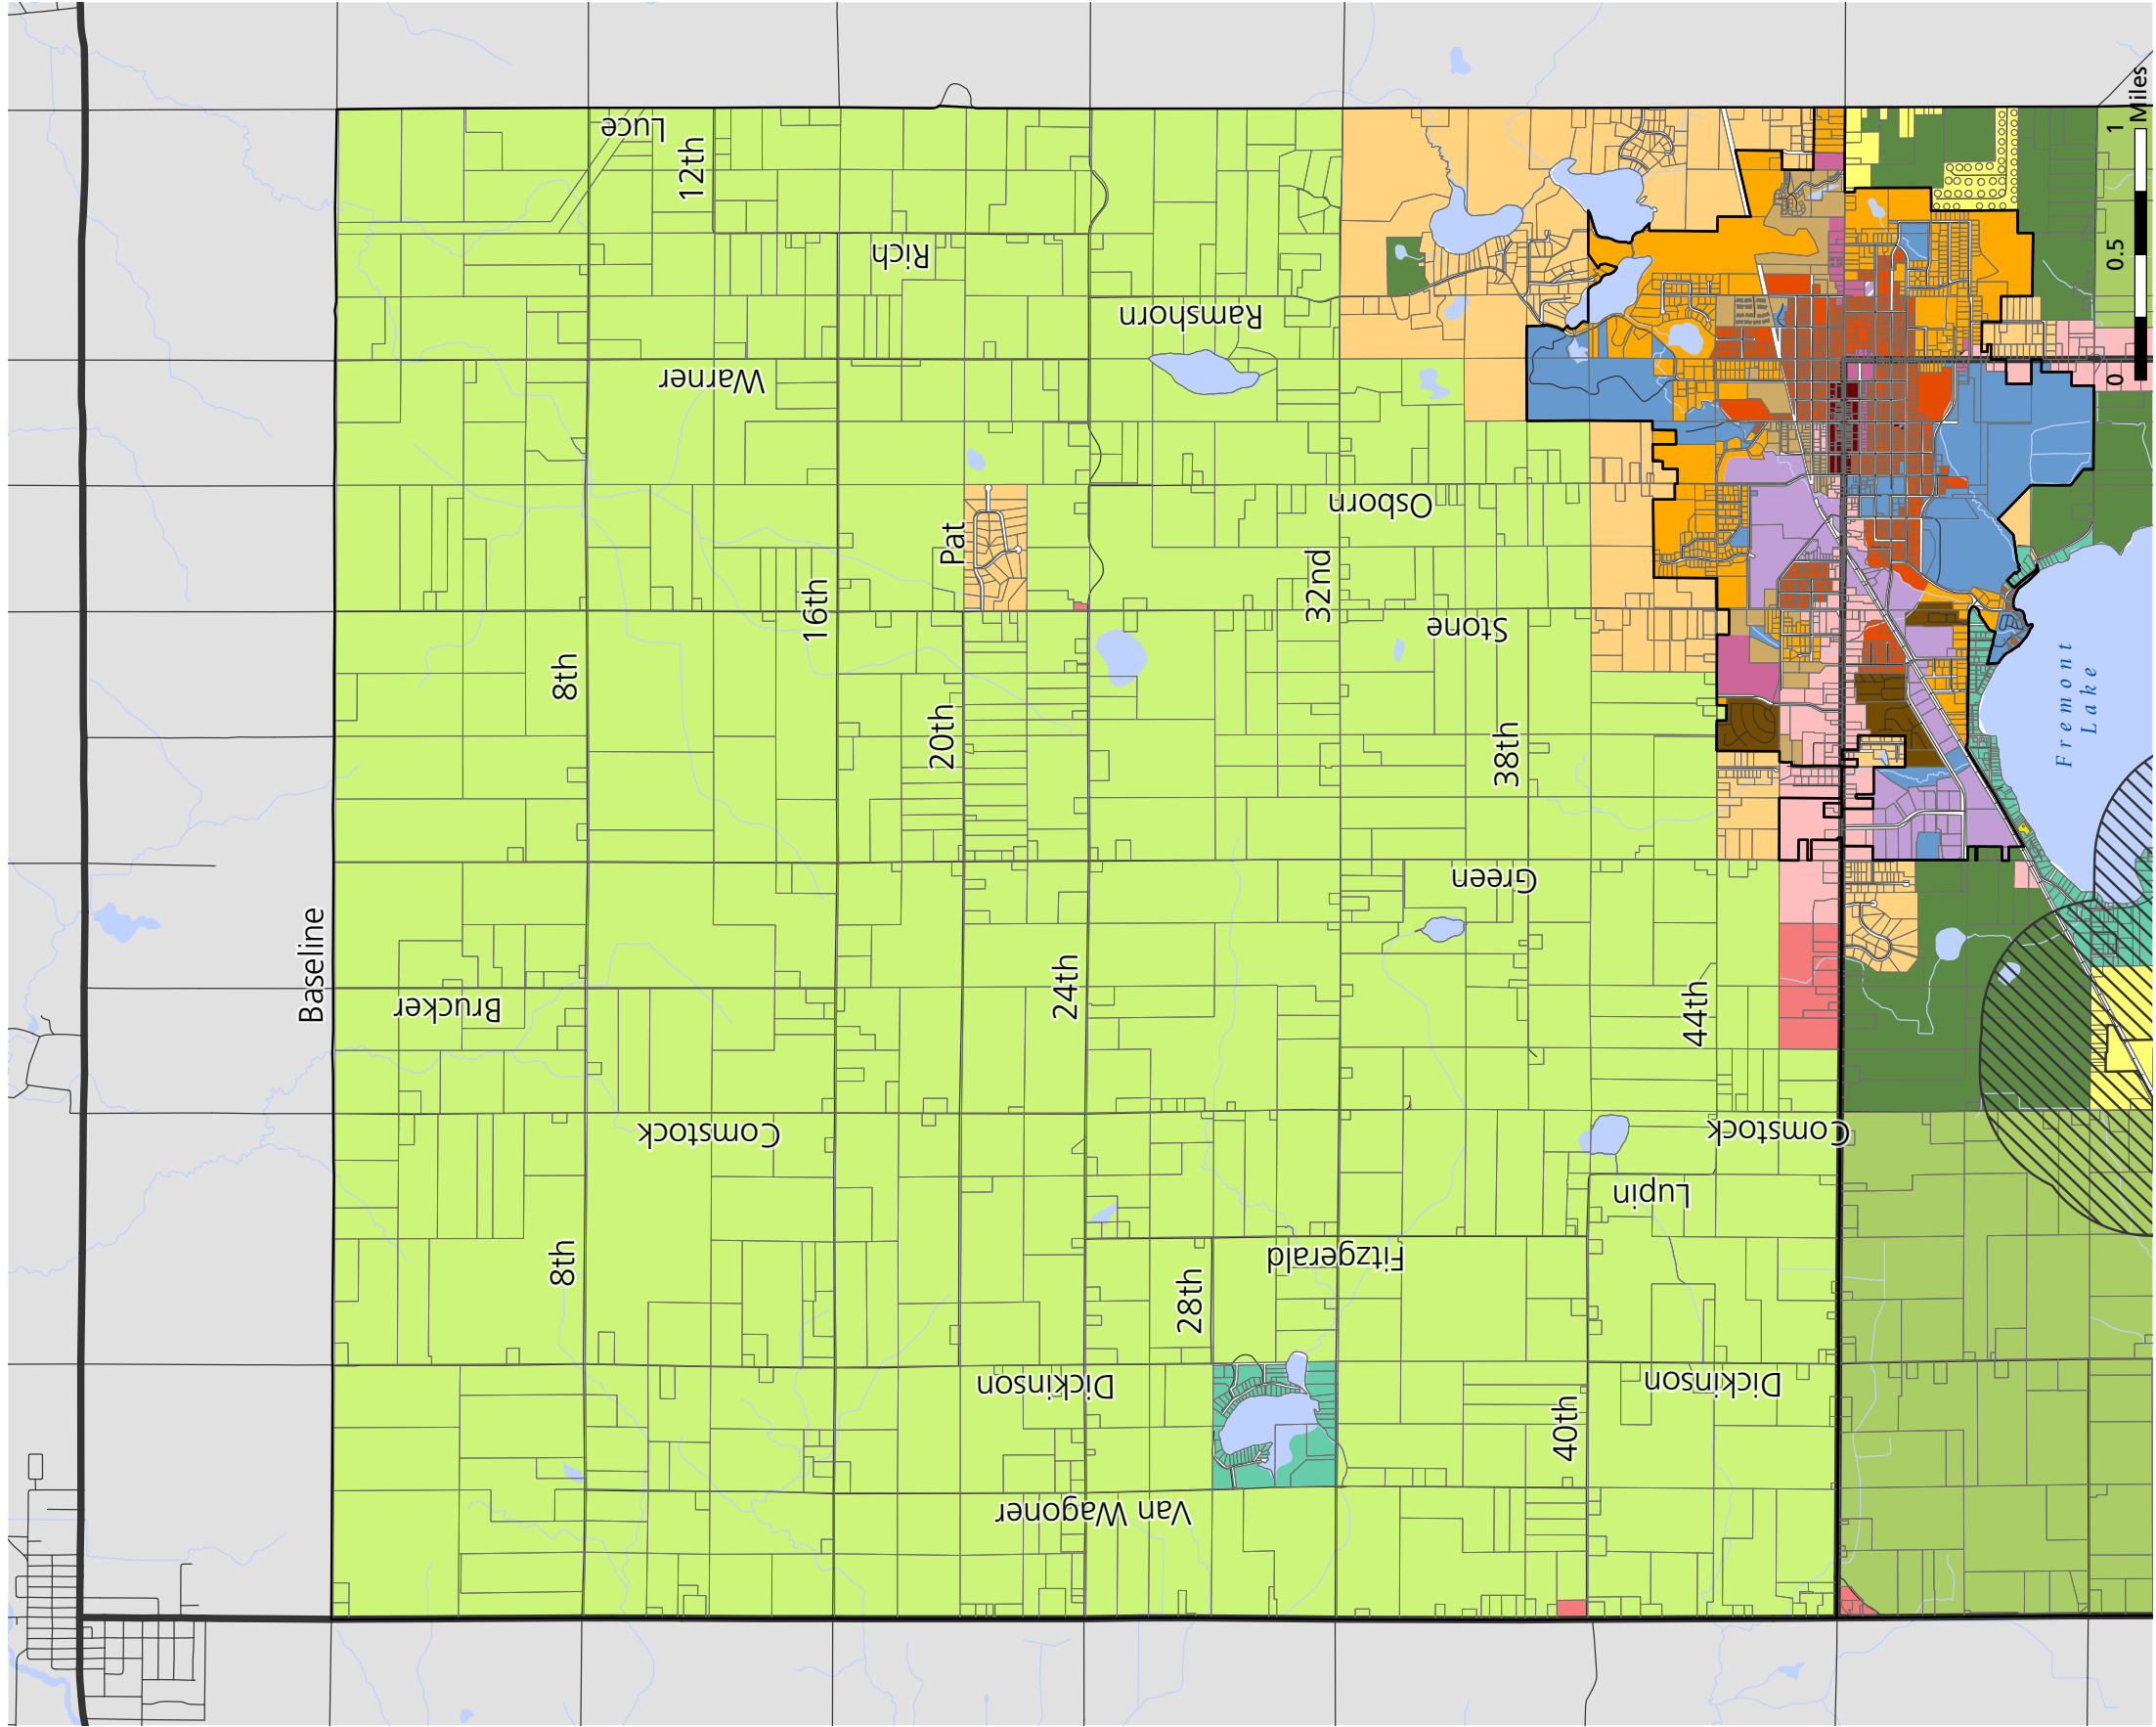 Luce
12th
Rich
Ramshorn
Warner
Osborn
Pat
16th
32nd
Stone
8th
20th
38th
Green
Baseline
Brucker
24th
44th
Comstock
Comstock
Lupin
8th
Fitzgerald
28th
Dickinson
Dickinson
40th
Van Wagoner
Fremont
Lake
0
0.5
1
Miles